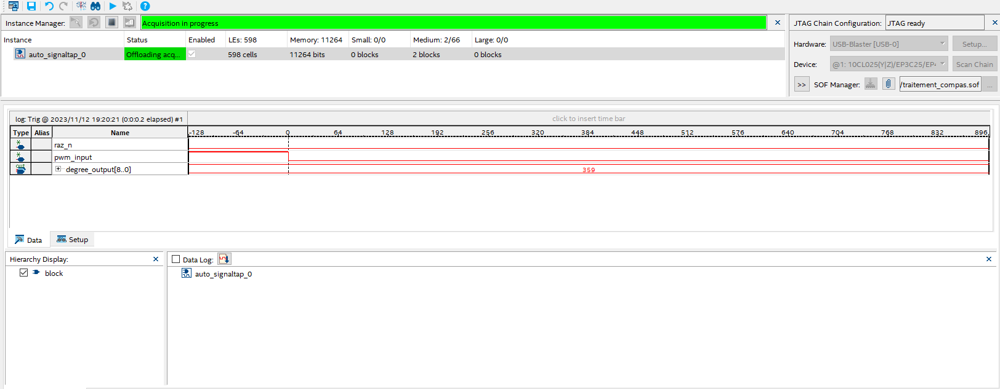 Instance Manager: Acquisition in progress
JTAG Chain Configuration: JTAG ready
Instance Status Enabled LEs: 598 Memory: 11264 Small: 0/0 Medium: 2/66 Large: 0/0
auto_signaltap_0 Offloading acq... 598 cells 11264 bits 0 blocks 2 blocks 0 blocks
Hardware: USB-Blaster [USB-0] Setup...
Device: @1: 10CL025(Y|Z)/EP3C25/EP4 Scan Chain
>> SOF Manager: /traitement_compas.sof ...
log: Trig @ 2023/11/12 19:20:21 (0:0:0.2 elapsed) #1 click to insert time bar
Type Alias Name -128 -64 0 64 128 192 256 320 384 448 512 576 640 704 768 832 896
raz_n
pwm_input
out degree_output[8..0] 359
Data Setup
Hierarchy Display:
block
Data Log:
auto_signaltap_0